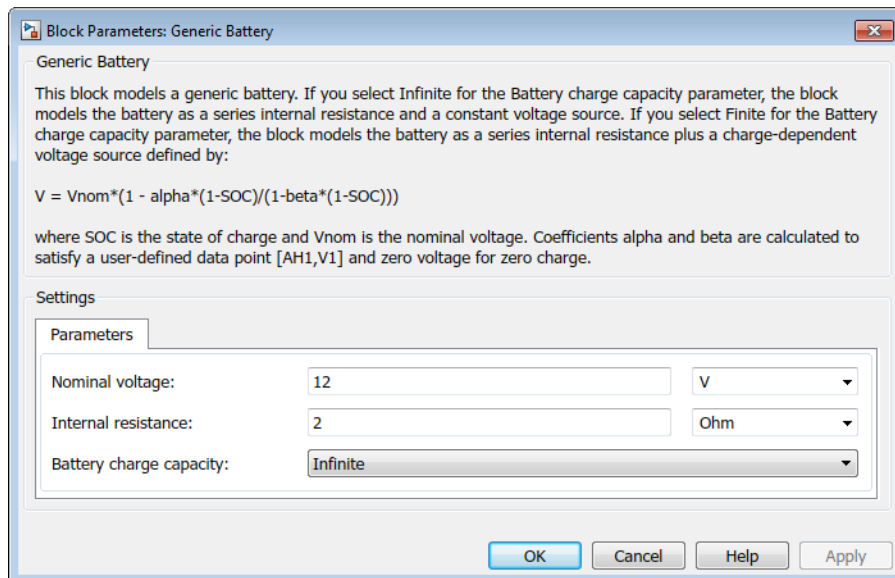 Block Parameters: Generic Battery
Generic Battery
This block models a generic battery. If you select Infinite for the Battery charge capacity parameter, the block
models the battery as a series internal resistance and a constant voltage source. If you select Finite for the Battery
charge capacity parameter, the block models the battery as a series internal resistance plus a charge-dependent
voltage source defined by:
V = Vnom*(1 - alpha*(1-SOC)/(1-beta*(1-SOC)))
where SOC is the state of charge and Vnom is the nominal voltage. Coefficients alpha and beta are calculated to
satisfy a user-defined data point [AH1,V1] and zero voltage for zero charge.
Settings
Parameters
Nominal voltage: 12 V
Internal resistance: 2 Ohm
Battery charge capacity: Infinite
OK Cancel Help Apply